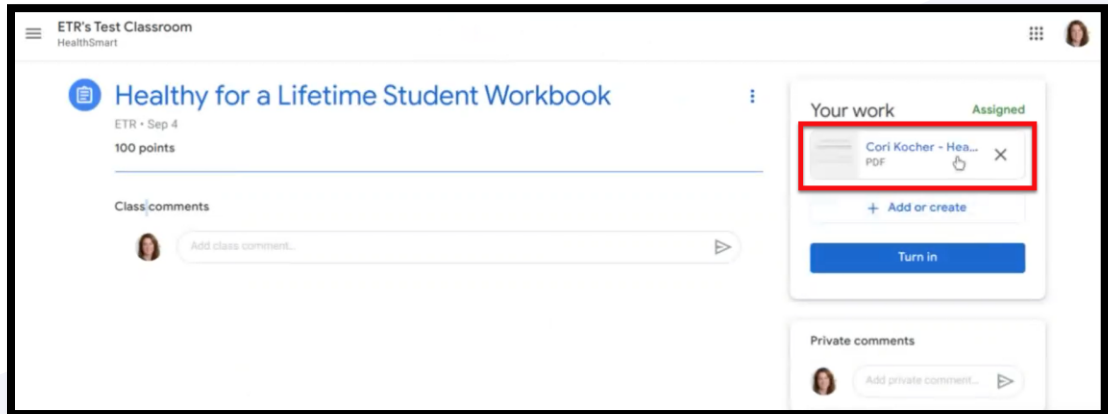 ETR's Test Classroom
HealthSmart
Healthy for a Lifetime Student Workbook
ETR • Sep 4
100 points
Class comments
Add class comment...
Your work
Assigned
Cori Kocher - Hea...
PDF
+ Add or create
Turn in
Private comments
Add private comment...